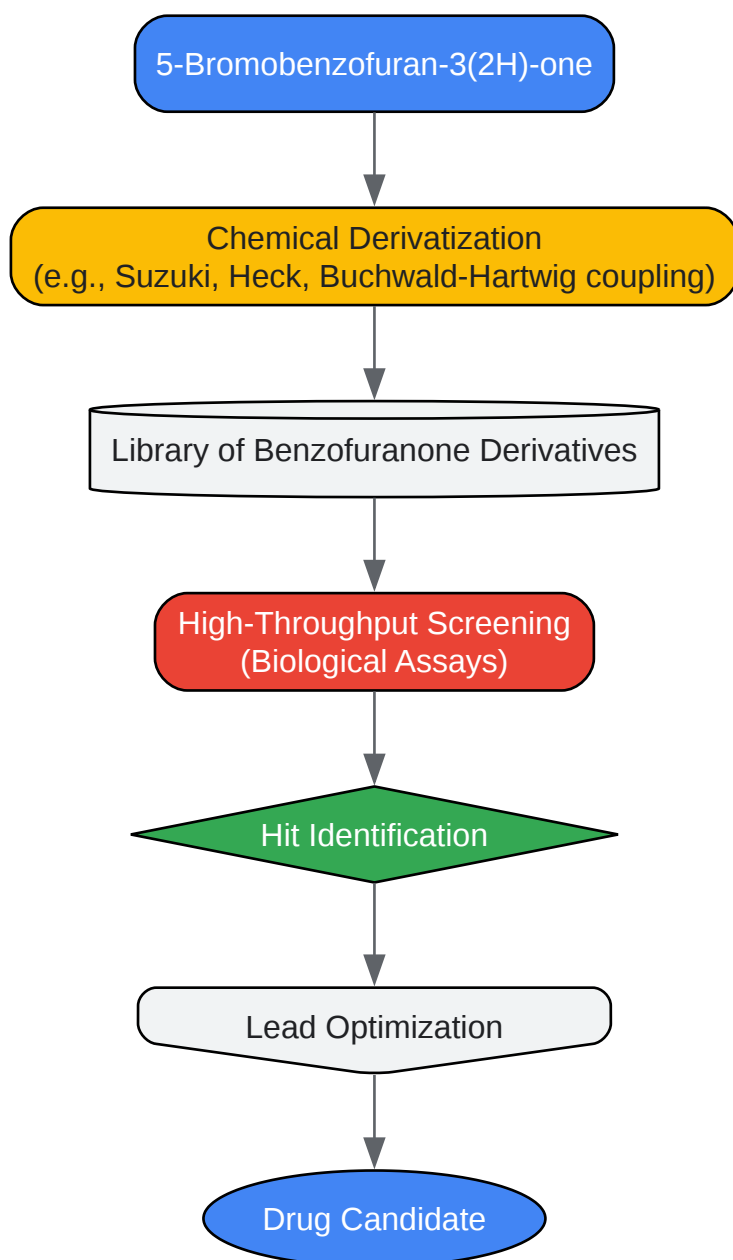 5-Bromobenzofuran-3(2H)-one
Chemical Derivatization
(e.g., Suzuki, Heck, Buchwald-Hartwig coupling)
Library of Benzofuranone Derivatives
High-Throughput Screening
(Biological Assays)
Hit Identification
Lead Optimization
Drug Candidate